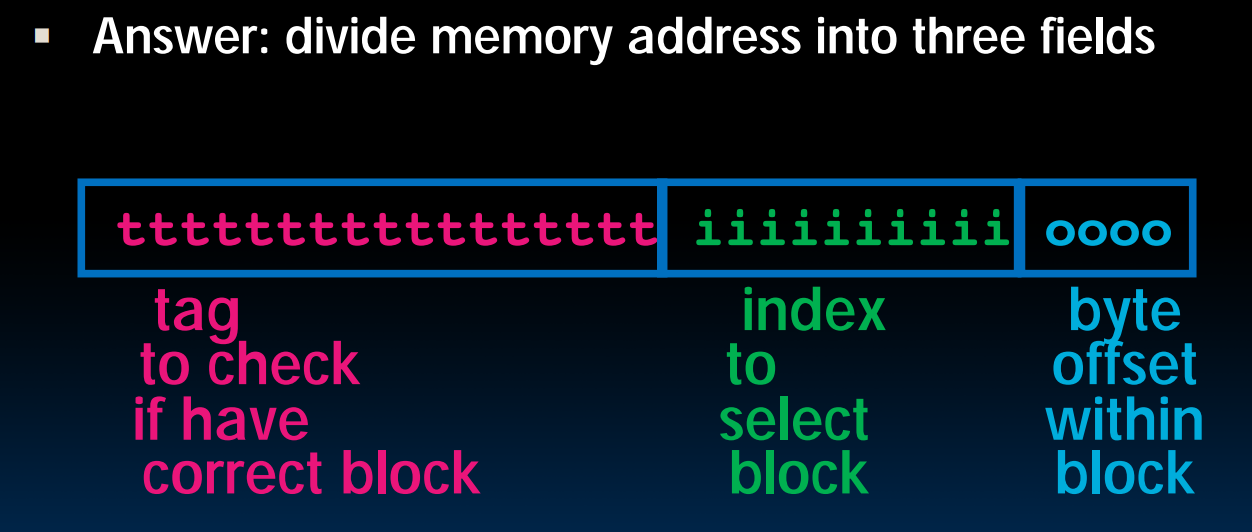 Answer: divide memory address into three fields
ttttttttttttttttt iiiiiiiiii oooo
tag index byte
to check to offset
if have select within
correct block block block